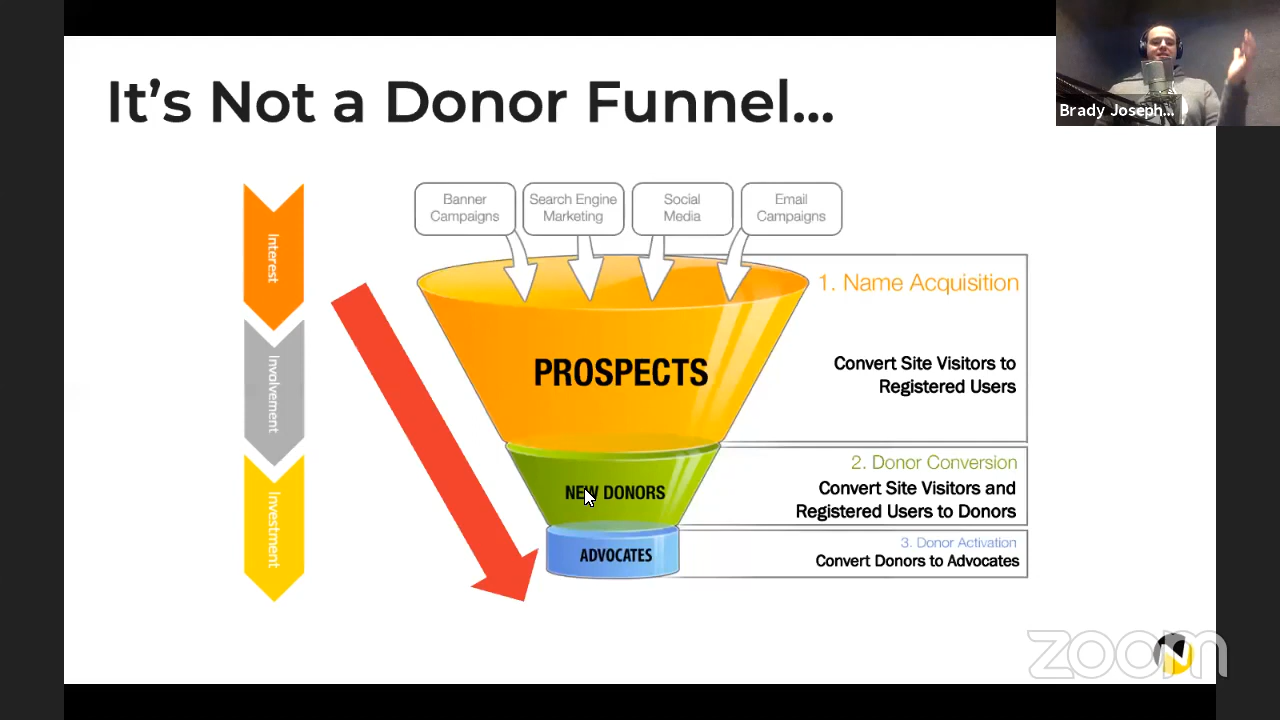 It's Not a Donor Funnel...
Brady Joseph...
Interest
Involvement
Investment
Banner
Campaigns
Search Engine
Marketing
Social
Media
Email
Campaigns
PROSPECTS
NEW DONORS
ADVOCATES
1. Name Acquisition
Convert Site Visitors to
Registered Users
2. Donor Conversion
Convert Site Visitors and
Registered Users to Donors
3. Donor Activation
Convert Donors to Advocates
zoom